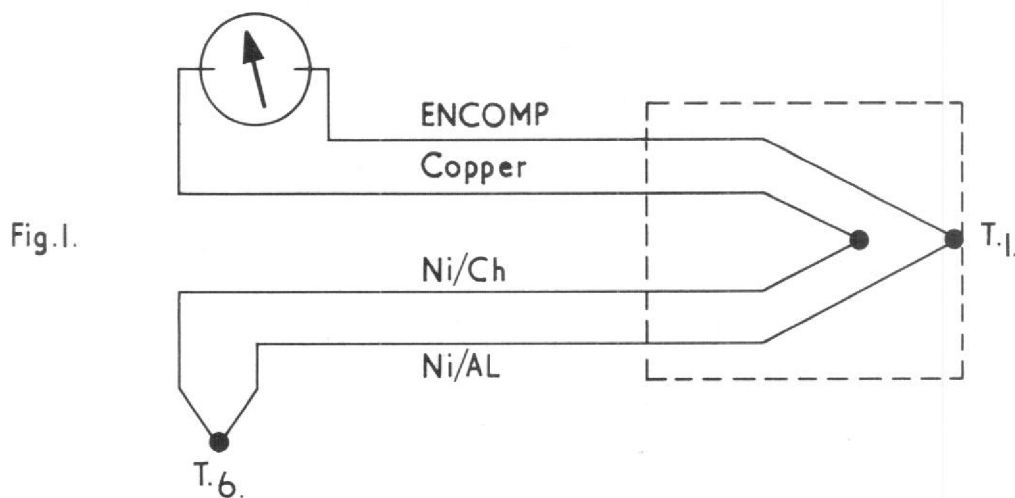 ENCOMP
Copper
Fig.1.
T.1.
Ni/Ch
Ni/AL
T.6.